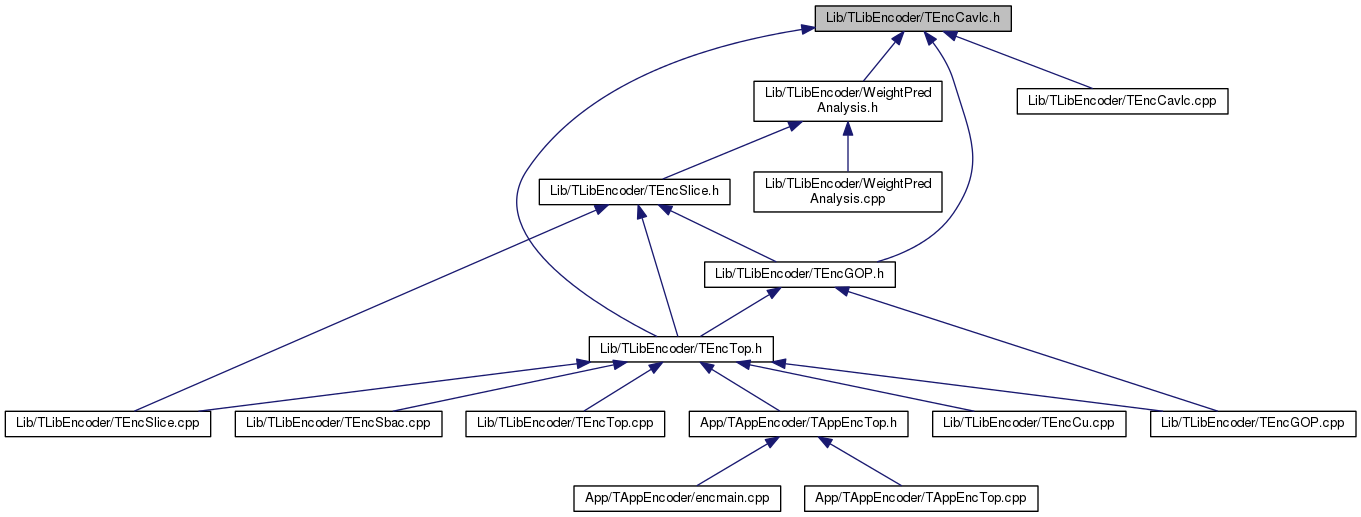 Lib/TLibEncoder/TEncCavlc.h
Lib/TLibEncoder/WeightPred
Analysis.h
Lib/TLibEncoder/TEncCavlc.cpp
Lib/TLibEncoder/TEncSlice.h
Lib/TLibEncoder/WeightPred
Analysis.cpp
Lib/TLibEncoder/TEncGOP.h
Lib/TLibEncoder/TEncTop.h
Lib/TLibEncoder/TEncSlice.cpp
Lib/TLibEncoder/TEncSbac.cpp
Lib/TLibEncoder/TEncTop.cpp
App/TAppEncoder/TAppEncTop.h
Lib/TLibEncoder/TEncCu.cpp
Lib/TLibEncoder/TEncGOP.cpp
App/TAppEncoder/encmain.cpp
App/TAppEncoder/TAppEncTop.cpp